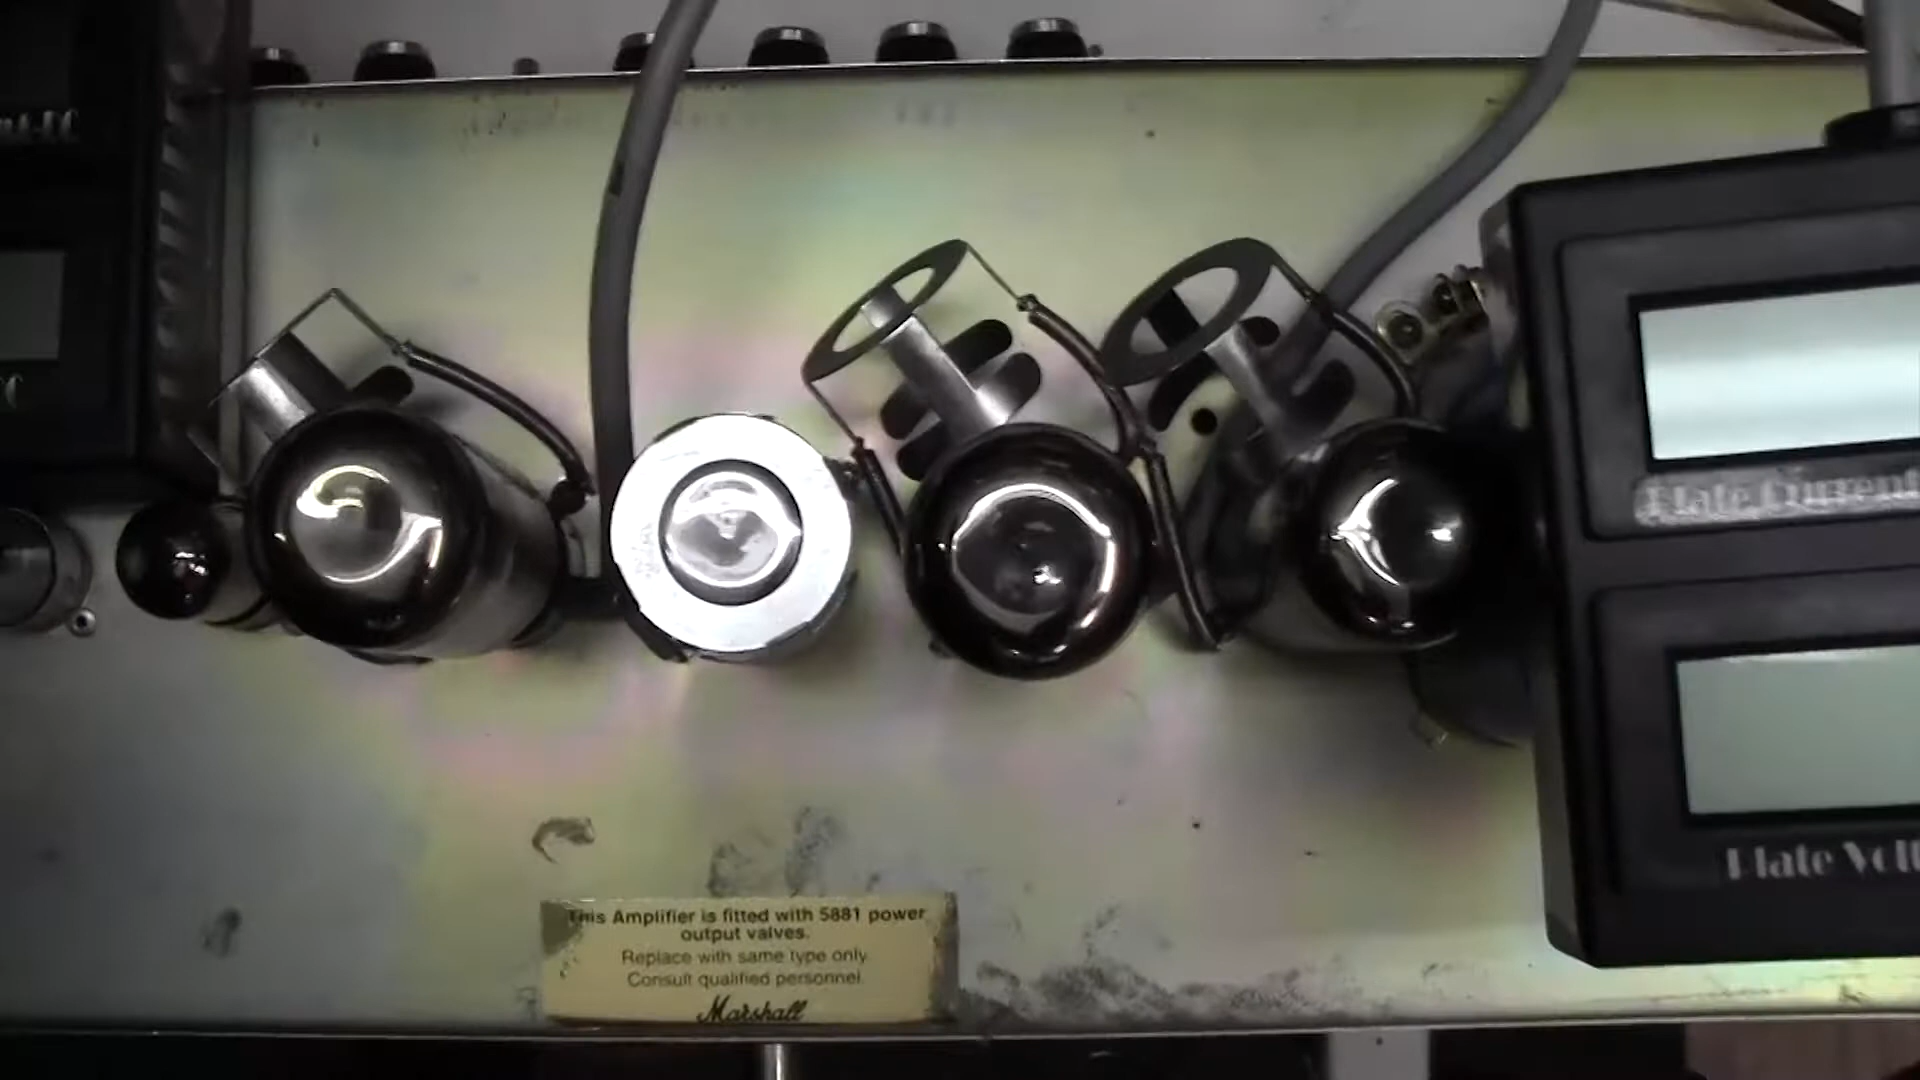 Plate Current
Plate Volt
This Amplifier is fitted with 5881 power
output valves.
Replace with same type only.
Consult qualified personnel.
Marshall